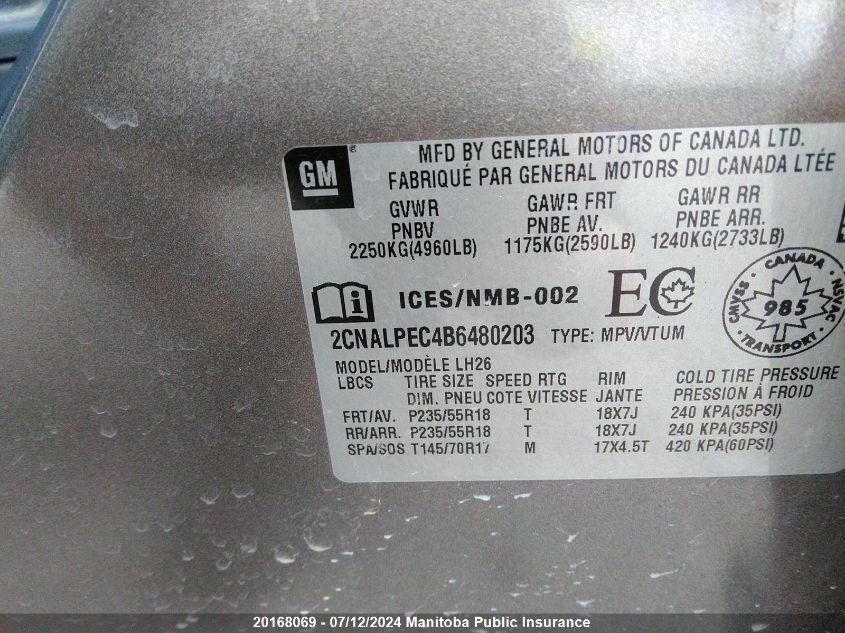 GM
MFD BY GENERAL MOTORS OF CANADA LTD.
FABRIQUÉ PAR GENERAL MOTORS DU CANADA LTÉE
GVWR GAWR FRT GAWR RR
PNBV PNBE AV. PNBE ARR.
2250KG(4960LB) 1175KG(2590LB) 1240KG(2733LB)
ICES/NMB-002 EC
CANADA
CMVSS 985 NSVAC
2CNALPEC4B6480203 TYPE: MPV/VTUM
MODEL/MODÈLE LH26
LBCS TIRE SIZE SPEED RTG RIM COLD TIRE PRESSURE
DIM. PNEU COTE VITESSE JANTE PRESSION À FROID
FRT/AV. P235/55R18 T 18X7J 240 KPA(35PSI)
RR/ARR. P235/55R18 T 18X7J 240 KPA(35PSI)
SPA/SOS T145/70R17 M 17X4.5T 420 KPA(60PSI)
20168069 - 07/12/2024 Manitoba Public Insurance